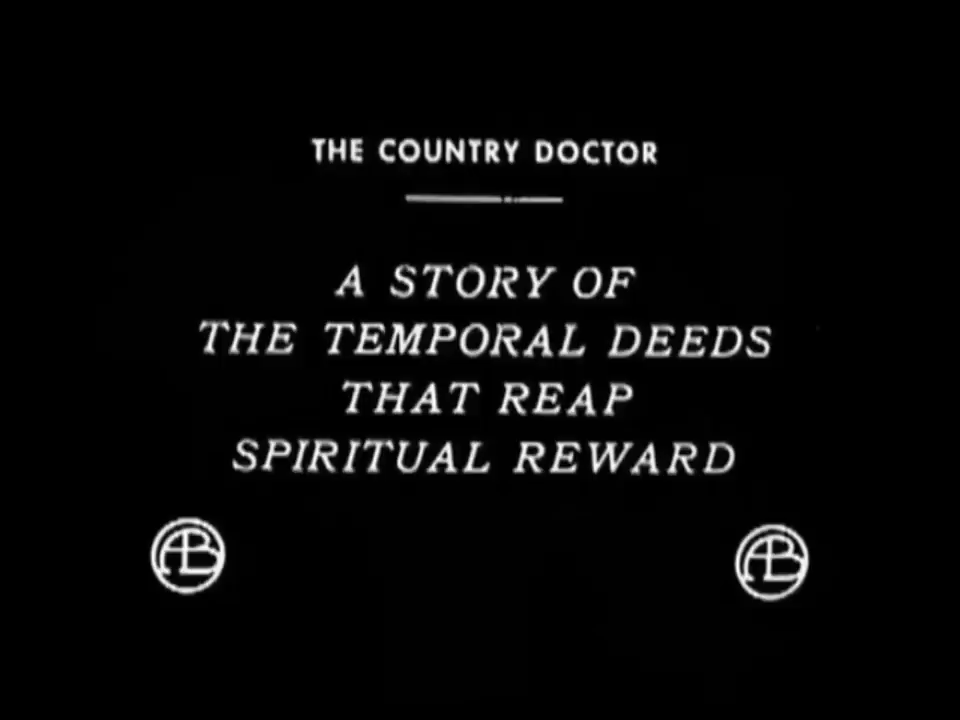 THE COUNTRY DOCTOR
A STORY OF
THE TEMPORAL DEEDS
THAT REAP
SPIRITUAL REWARD
AB AB